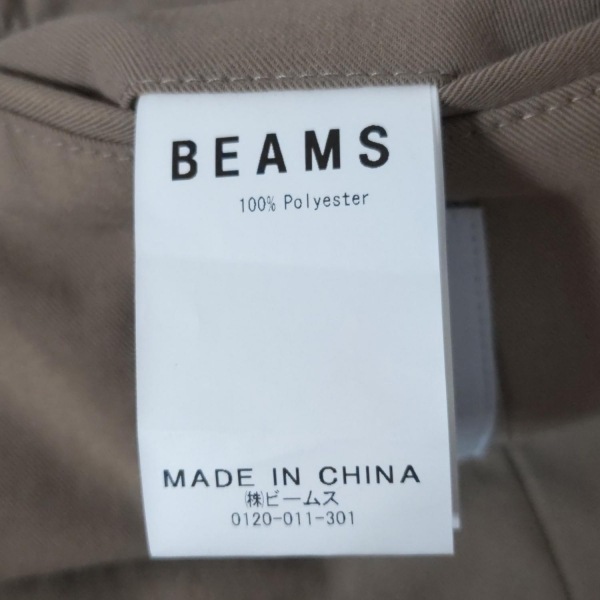 BEAMS
100% Polyester
MADE IN CHINA
㈱ビームス
0120-011-301